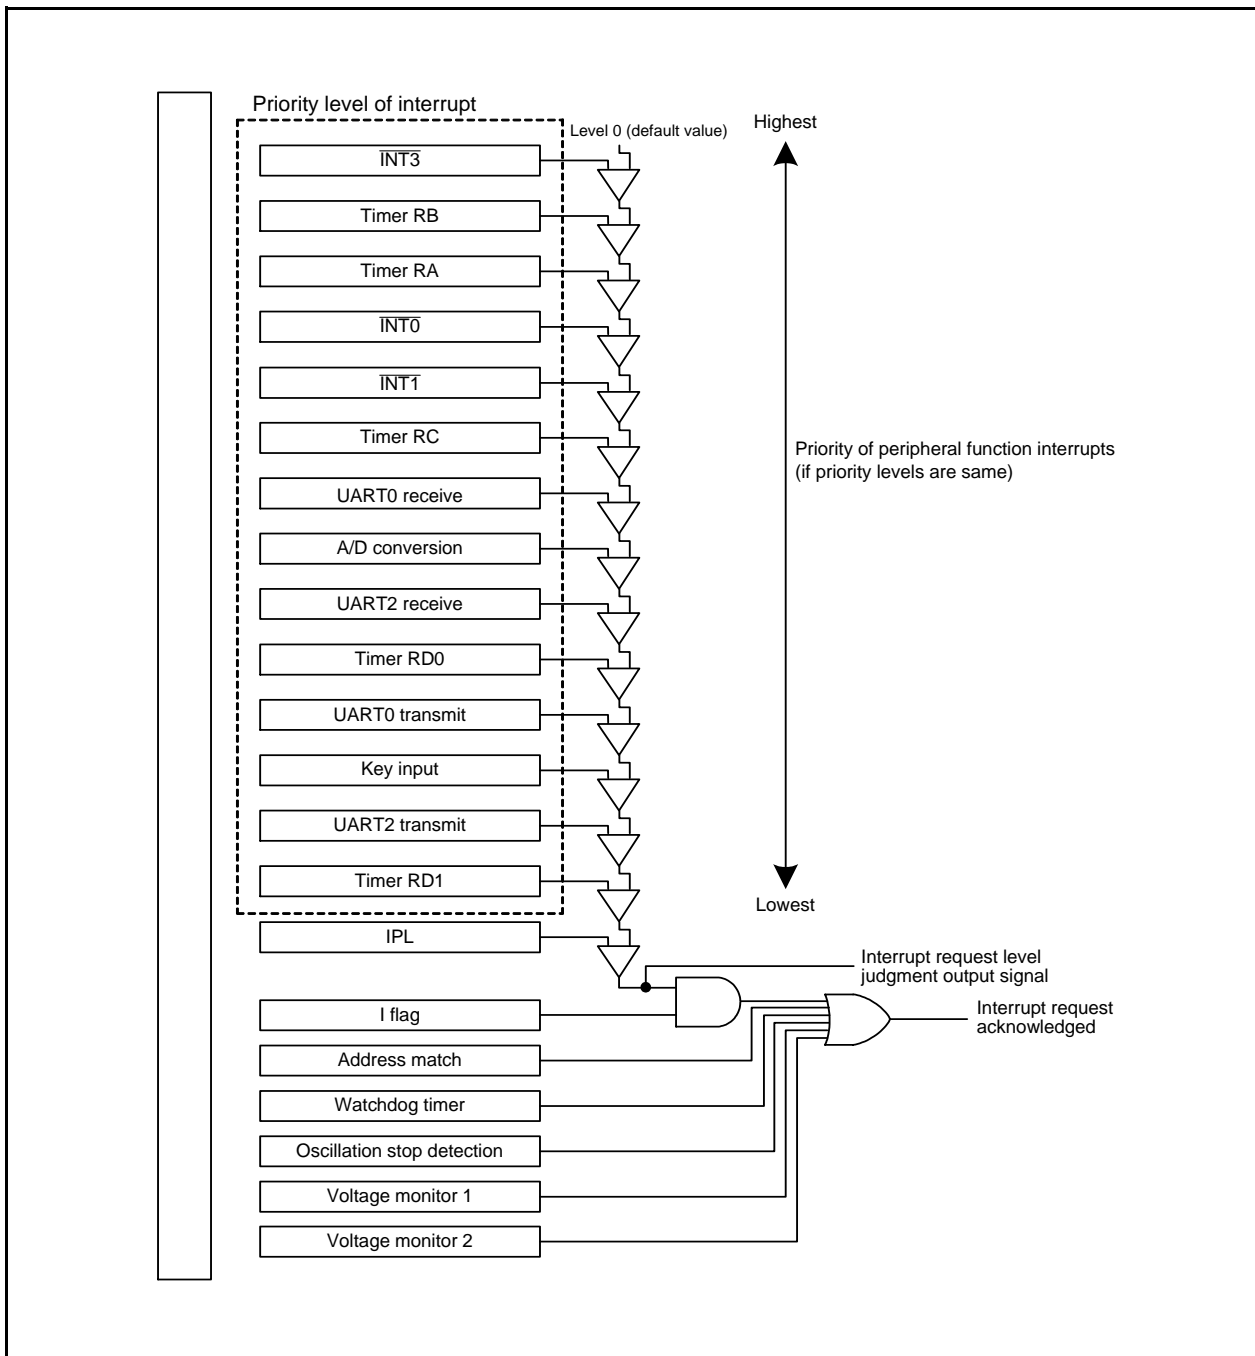 Priority level of interrupt
Level 0 (default value)
Highest
INT3
Timer RB
Timer RA
INT0
INT1
Timer RC
Priority of peripheral function interrupts
(if priority levels are same)
UART0 receive
A/D conversion
UART2 receive
Timer RD0
UART0 transmit
Key input
UART2 transmit
Timer RD1
Lowest
IPL
Interrupt request level
judgment output signal
I flag
Interrupt request
acknowledged
Address match
Watchdog timer
Oscillation stop detection
Voltage monitor 1
Voltage monitor 2